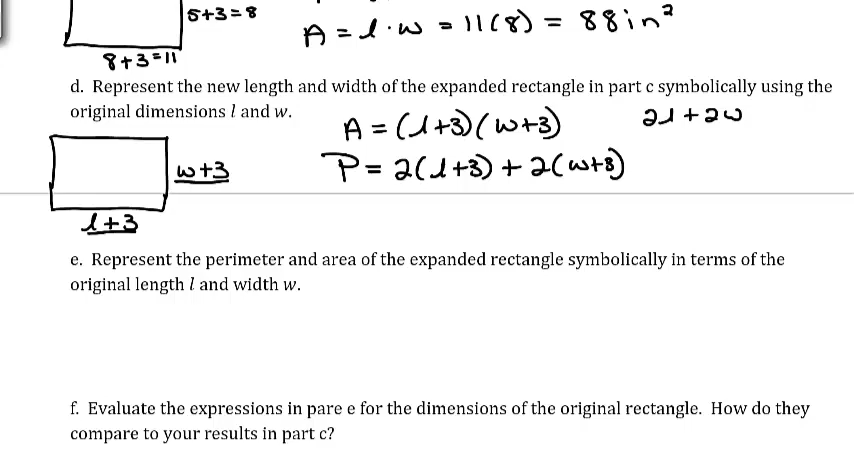 5+3=8
A = l·w = 11(8) = 88in²
8+3=11
d. Represent the new length and width of the expanded rectangle in part c symbolically using the
original dimensions l and w.
A = (l+3)(w+3)
2l+2w
w+3
P = 2(l+3) + 2(w+3)
l+3
e. Represent the perimeter and area of the expanded rectangle symbolically in terms of the
original length l and width w.
f. Evaluate the expressions in pare e for the dimensions of the original rectangle. How do they
compare to your results in part c?